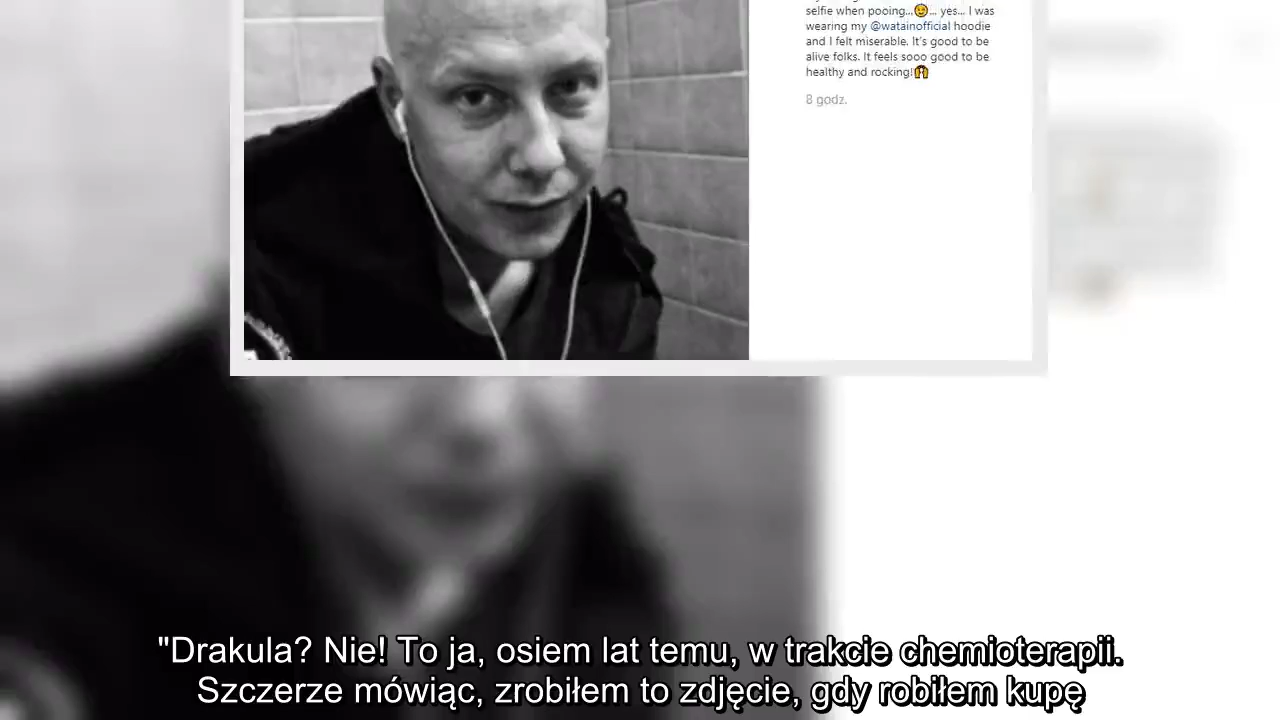 selfie when pooing...😉... yes... I was
wearing my @watainofficial hoodie
and I felt miserable. It's good to be
alive folks. It feels sooo good to be
healthy and rocking!🙌
8 godz.
"Drakula? Nie! To ja, osiem lat temu, w trakcie chemioterapii.
Szczerze mówiąc, zrobiłem to zdjęcie, gdy robiłem kupę